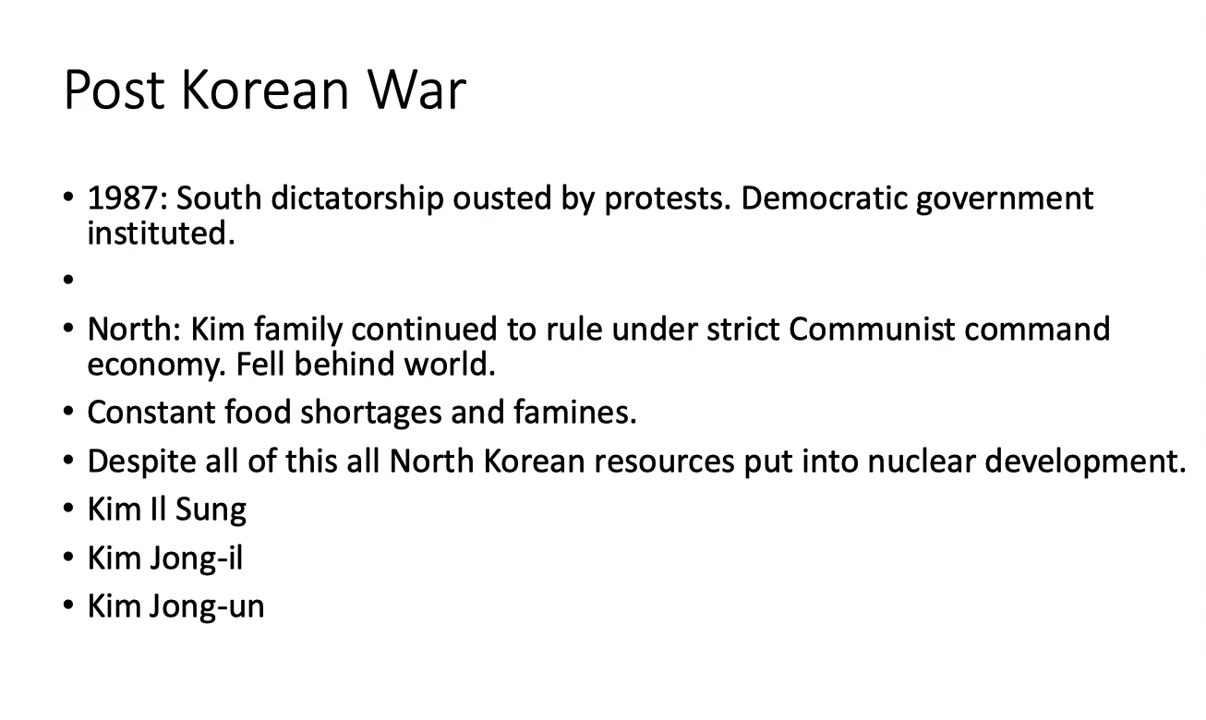 Post Korean War
• 1987: South dictatorship ousted by protests. Democratic government
instituted.
•
• North: Kim family continued to rule under strict Communist command
economy. Fell behind world.
• Constant food shortages and famines.
• Despite all of this all North Korean resources put into nuclear development.
• Kim Il Sung
• Kim Jong-il
• Kim Jong-un